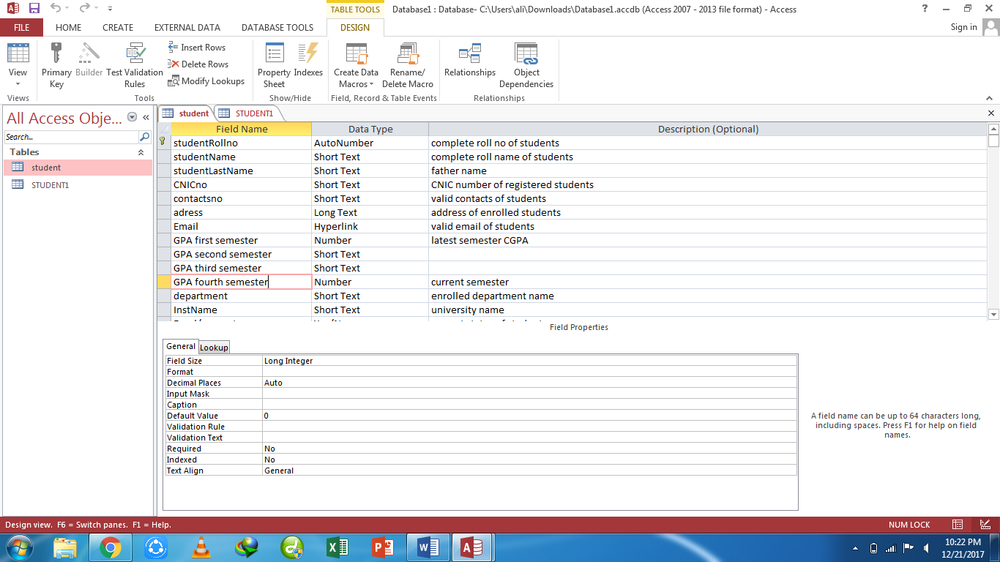 TABLE TOOLS
Database1 : Database- C:\Users\ali\Downloads\Database1.accdb (Access 2007 - 2013 file format) - Access
FILE HOME CREATE EXTERNAL DATA DATABASE TOOLS DESIGN Sign in
View
Primary Key
Builder
Test Validation Rules
Insert Rows
Delete Rows
Modify Lookups
Property Sheet
Indexes
Create Data Macros
Rename/ Delete Macro
Relationships
Object Dependencies
Views Tools Show/Hide Field, Record & Table Events Relationships
All Access Obje...
Search...
Tables
student
STUDENT1
student STUDENT1
Field Name Data Type Description (Optional)
studentRollno AutoNumber complete roll no of students
studentName Short Text complete roll name of students
studentLastName Short Text father name
CNICno Short Text CNIC number of registered students
contactsno Short Text valid contacts of students
adress Long Text address of enrolled students
Email Hyperlink valid email of students
GPA first semester Number latest semester CGPA
GPA second semester Short Text
GPA third semester Short Text
GPA fourth semester Number current semester
department Short Text enrolled department name
InstName Short Text university name
Field Properties
General Lookup
Field Size Long Integer
Format
Decimal Places Auto
Input Mask
Caption
Default Value 0
Validation Rule
Validation Text
Required No
Indexed No
Text Align General
A field name can be up to 64 characters long,
including spaces. Press F1 for help on field
names.
Design view. F6 = Switch panes. F1 = Help. NUM LOCK
10:22 PM
12/21/2017